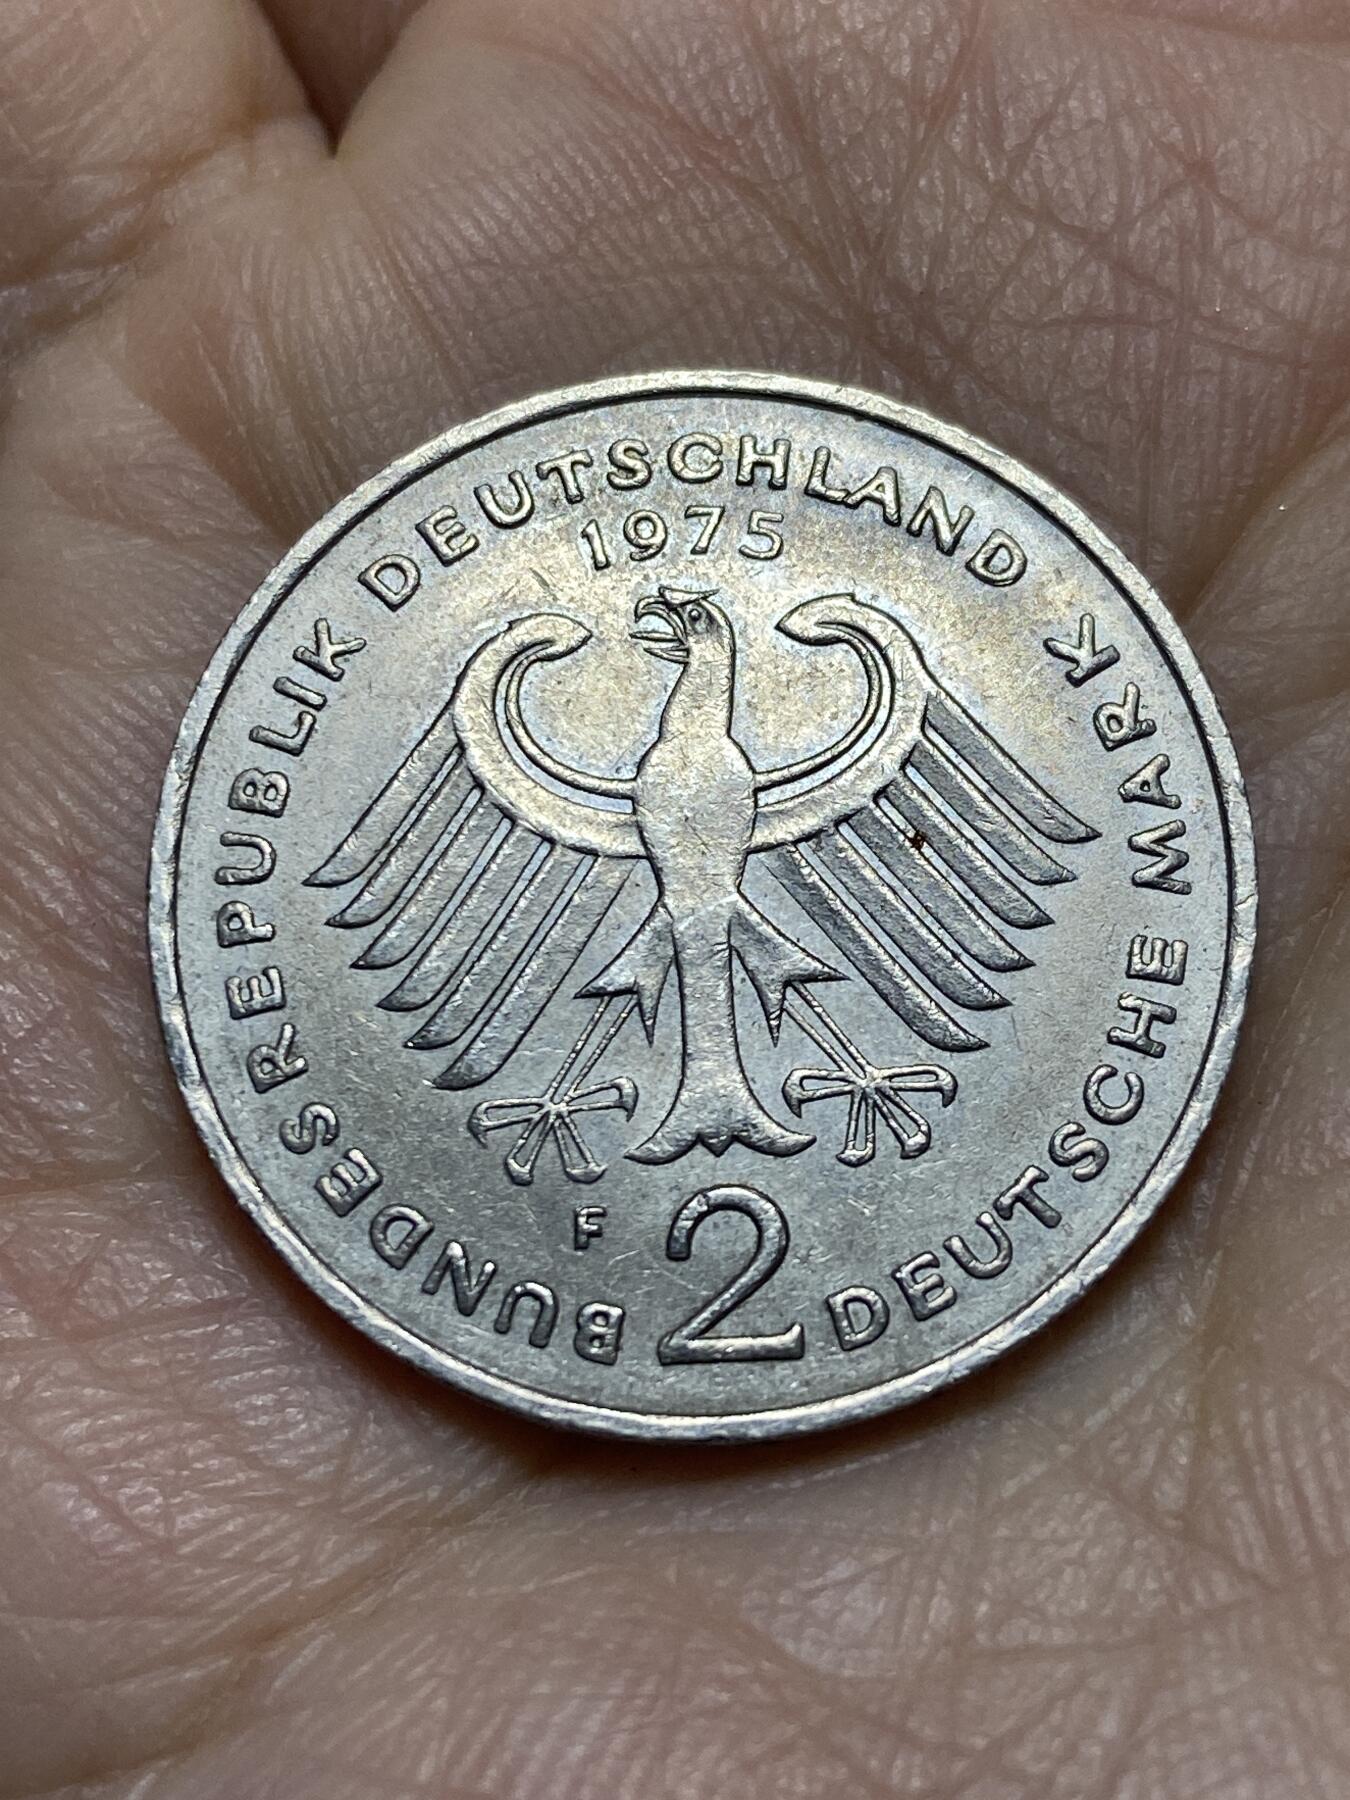 BUNDESREPUBLIK DEUTSCHLAND
1975
F
2
DEUTSCHE MARK